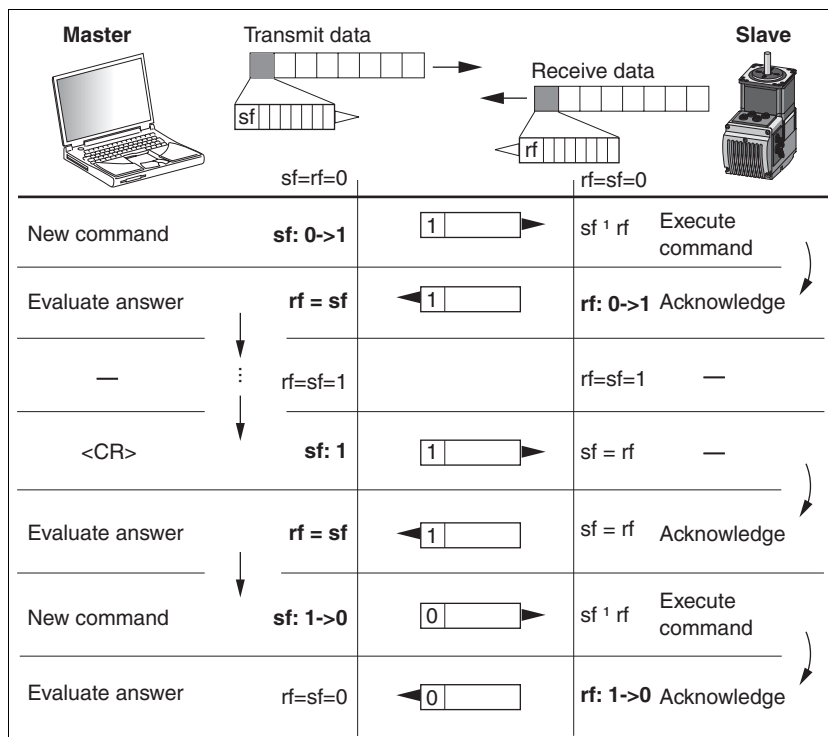 Master Transmit data Slave
Receive data
sf
rf
sf=rf=0 rf=sf=0
New command sf: 0->1 1 sf ¹ rf Execute
command
Evaluate answer rf = sf 1 rf: 0->1 Acknowledge
— ... rf=sf=1 rf=sf=1 —
<CR> sf: 1 1 sf = rf —
Evaluate answer rf = sf 1 sf = rf Acknowledge
New command sf: 1->0 0 sf ¹ rf Execute
command
Evaluate answer rf=sf=0 0 rf: 1->0 Acknowledge